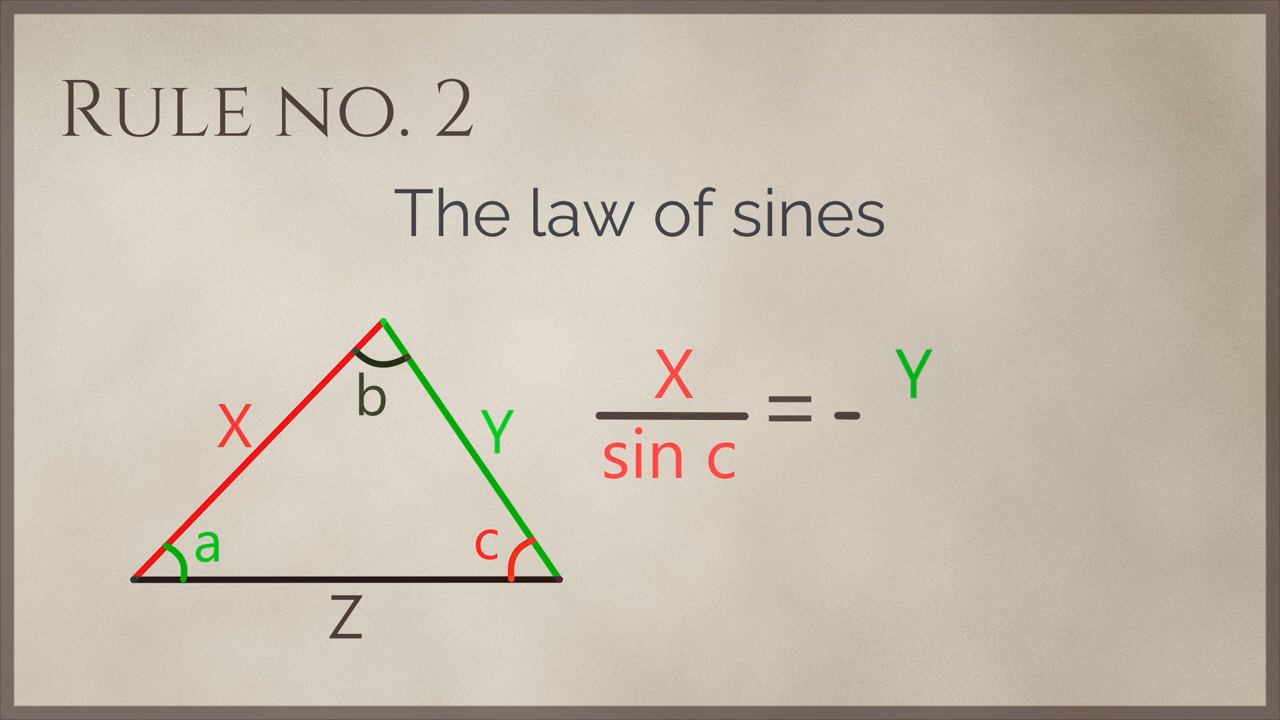 Rule no. 2
The law of sines
X
Y
b
a
c
Z
X
sin c
=
Y